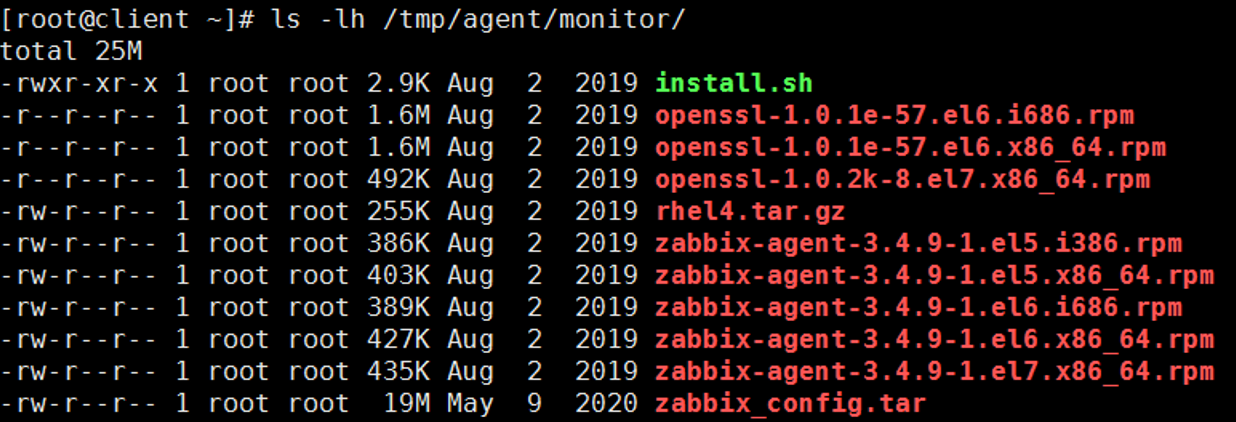 [root@client ~]# ls -lh /tmp/agent/monitor/
total 25M
-rwxr-xr-x 1 root root 2.9K Aug  2  2019 install.sh
-r--r--r-- 1 root root 1.6M Aug  2  2019 openssl-1.0.1e-57.el6.i686.rpm
-r--r--r-- 1 root root 1.6M Aug  2  2019 openssl-1.0.1e-57.el6.x86_64.rpm
-r--r--r-- 1 root root 492K Aug  2  2019 openssl-1.0.2k-8.el7.x86_64.rpm
-rw-r--r-- 1 root root 255K Aug  2  2019 rhel4.tar.gz
-rw-r--r-- 1 root root 386K Aug  2  2019 zabbix-agent-3.4.9-1.el5.i386.rpm
-rw-r--r-- 1 root root 403K Aug  2  2019 zabbix-agent-3.4.9-1.el5.x86_64.rpm
-rw-r--r-- 1 root root 389K Aug  2  2019 zabbix-agent-3.4.9-1.el6.i686.rpm
-rw-r--r-- 1 root root 427K Aug  2  2019 zabbix-agent-3.4.9-1.el6.x86_64.rpm
-rw-r--r-- 1 root root 435K Aug  2  2019 zabbix-agent-3.4.9-1.el7.x86_64.rpm
-rw-r--r-- 1 root root  19M May  9  2020 zabbix_config.tar